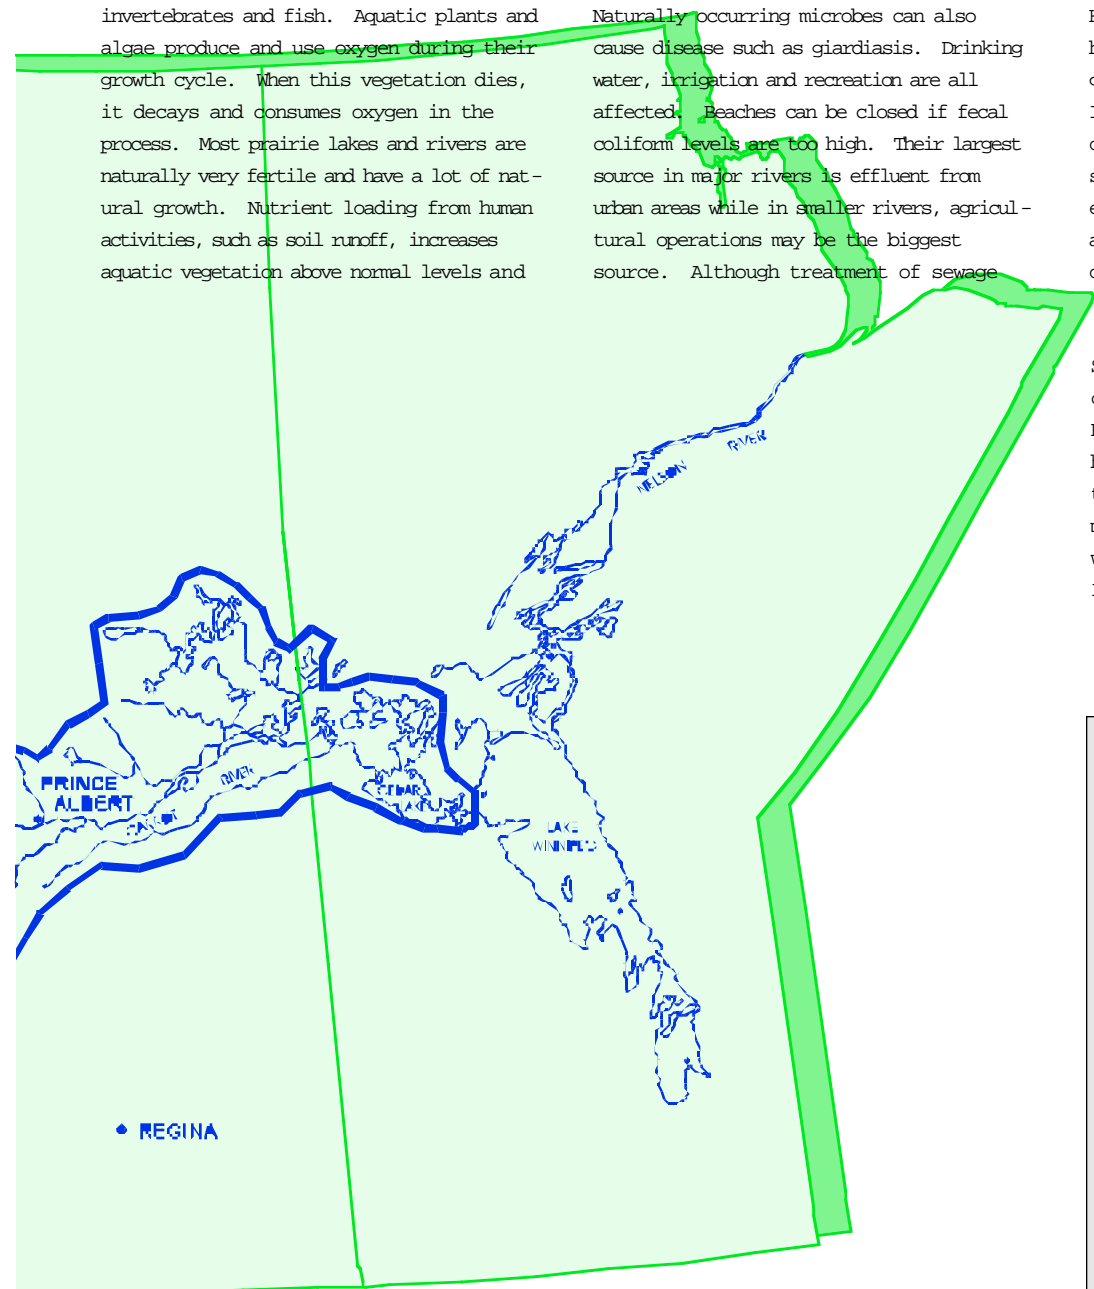 invertebrates and fish. Aquatic plants and
algae produce and use oxygen during their
growth cycle. When this vegetation dies,
it decays and consumes oxygen in the
process. Most prairie lakes and rivers are
naturally very fertile and have a lot of nat-
ural growth. Nutrient loading from human
activities, such as soil runoff, increases
aquatic vegetation above normal levels and
Naturally occurring microbes can also
cause disease such as giardiasis. Drinking
water, irrigation and recreation are all
affected. Beaches can be closed if fecal
coliform levels are too high. Their largest
source in major rivers is effluent from
urban areas while in smaller rivers, agricul-
tural operations may be the biggest
source. Although treatment of sewage
NELSON RIVER
PRINCE
ALBERT
RIVER
LAKE
REGINA